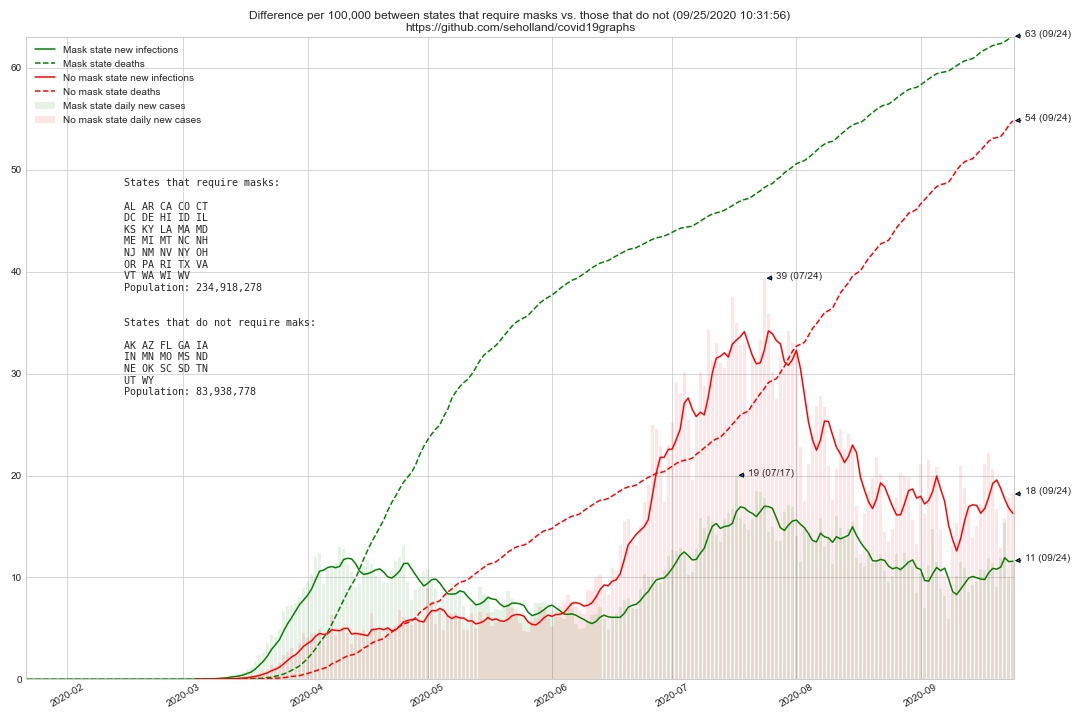 Difference per 100,000 between states that require masks vs. those that do not (09/25/2020 10:31:56)
https://github.com/seholland/covid19graphs
Mask state new infections
Mask state deaths
No mask state new infections
No mask state deaths
Mask state daily new cases
No mask state daily new cases
States that require masks:
AL AR CA CO CT
DC DE HI ID IL
KS KY LA MA MD
ME MI MT NC NH
NJ NM NV NY OH
OR PA RI TX VA
VT WA WI WV
Population: 234,918,278
States that do not require maks:
AK AZ FL GA IA
IN MN MO MS ND
NE OK SC SD TN
UT WY
Population: 83,938,778
63 (09/24)
54 (09/24)
39 (07/24)
19 (07/17)
18 (09/24)
11 (09/24)
60
50
40
30
20
10
0
2020-02
2020-03
2020-04
2020-05
2020-06
2020-07
2020-08
2020-09